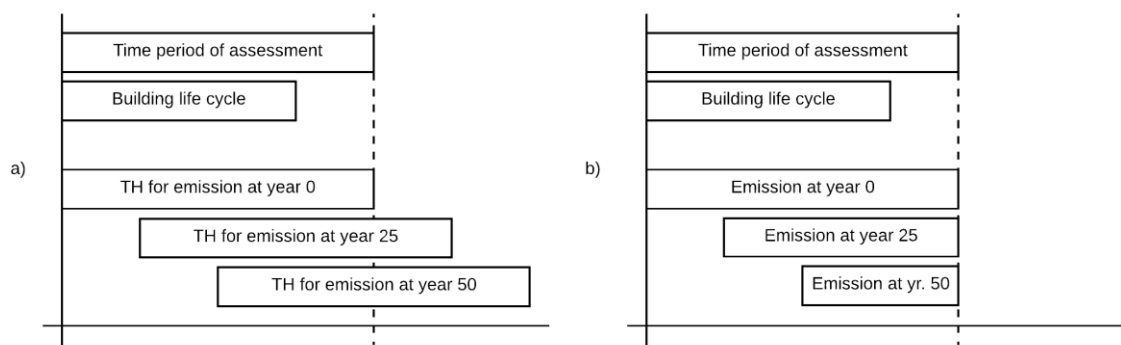 a)
Time period of assessment
Building life cycle
TH for emission at year 0
TH for emission at year 25
TH for emission at year 50
b)
Time period of assessment
Building life cycle
Emission at year 0
Emission at year 25
Emission at yr. 50